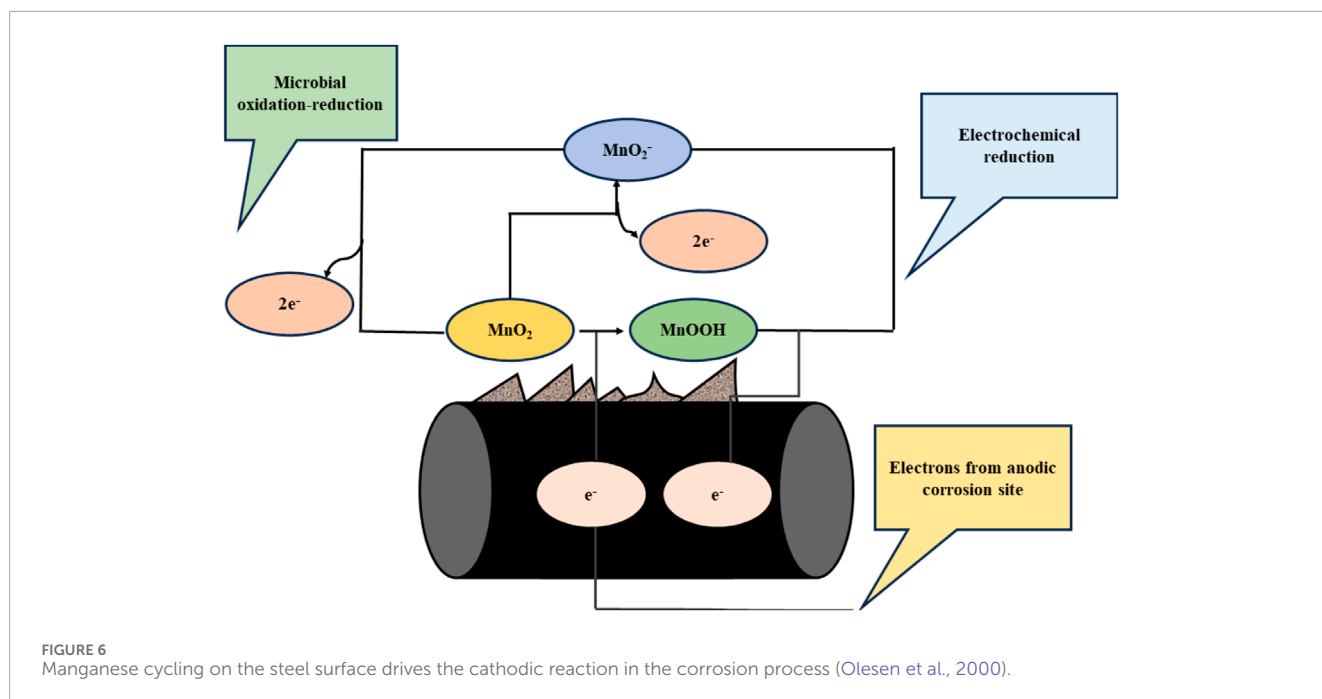 Microbial
oxidation-reduction
MnO₂⁻
Electrochemical
reduction
2e⁻
2e⁻
MnO₂
MnOOH
e⁻
e⁻
Electrons from anodic
corrosion site
FIGURE 6
Manganese cycling on the steel surface drives the cathodic reaction in the corrosion process (Olesen et al., 2000).